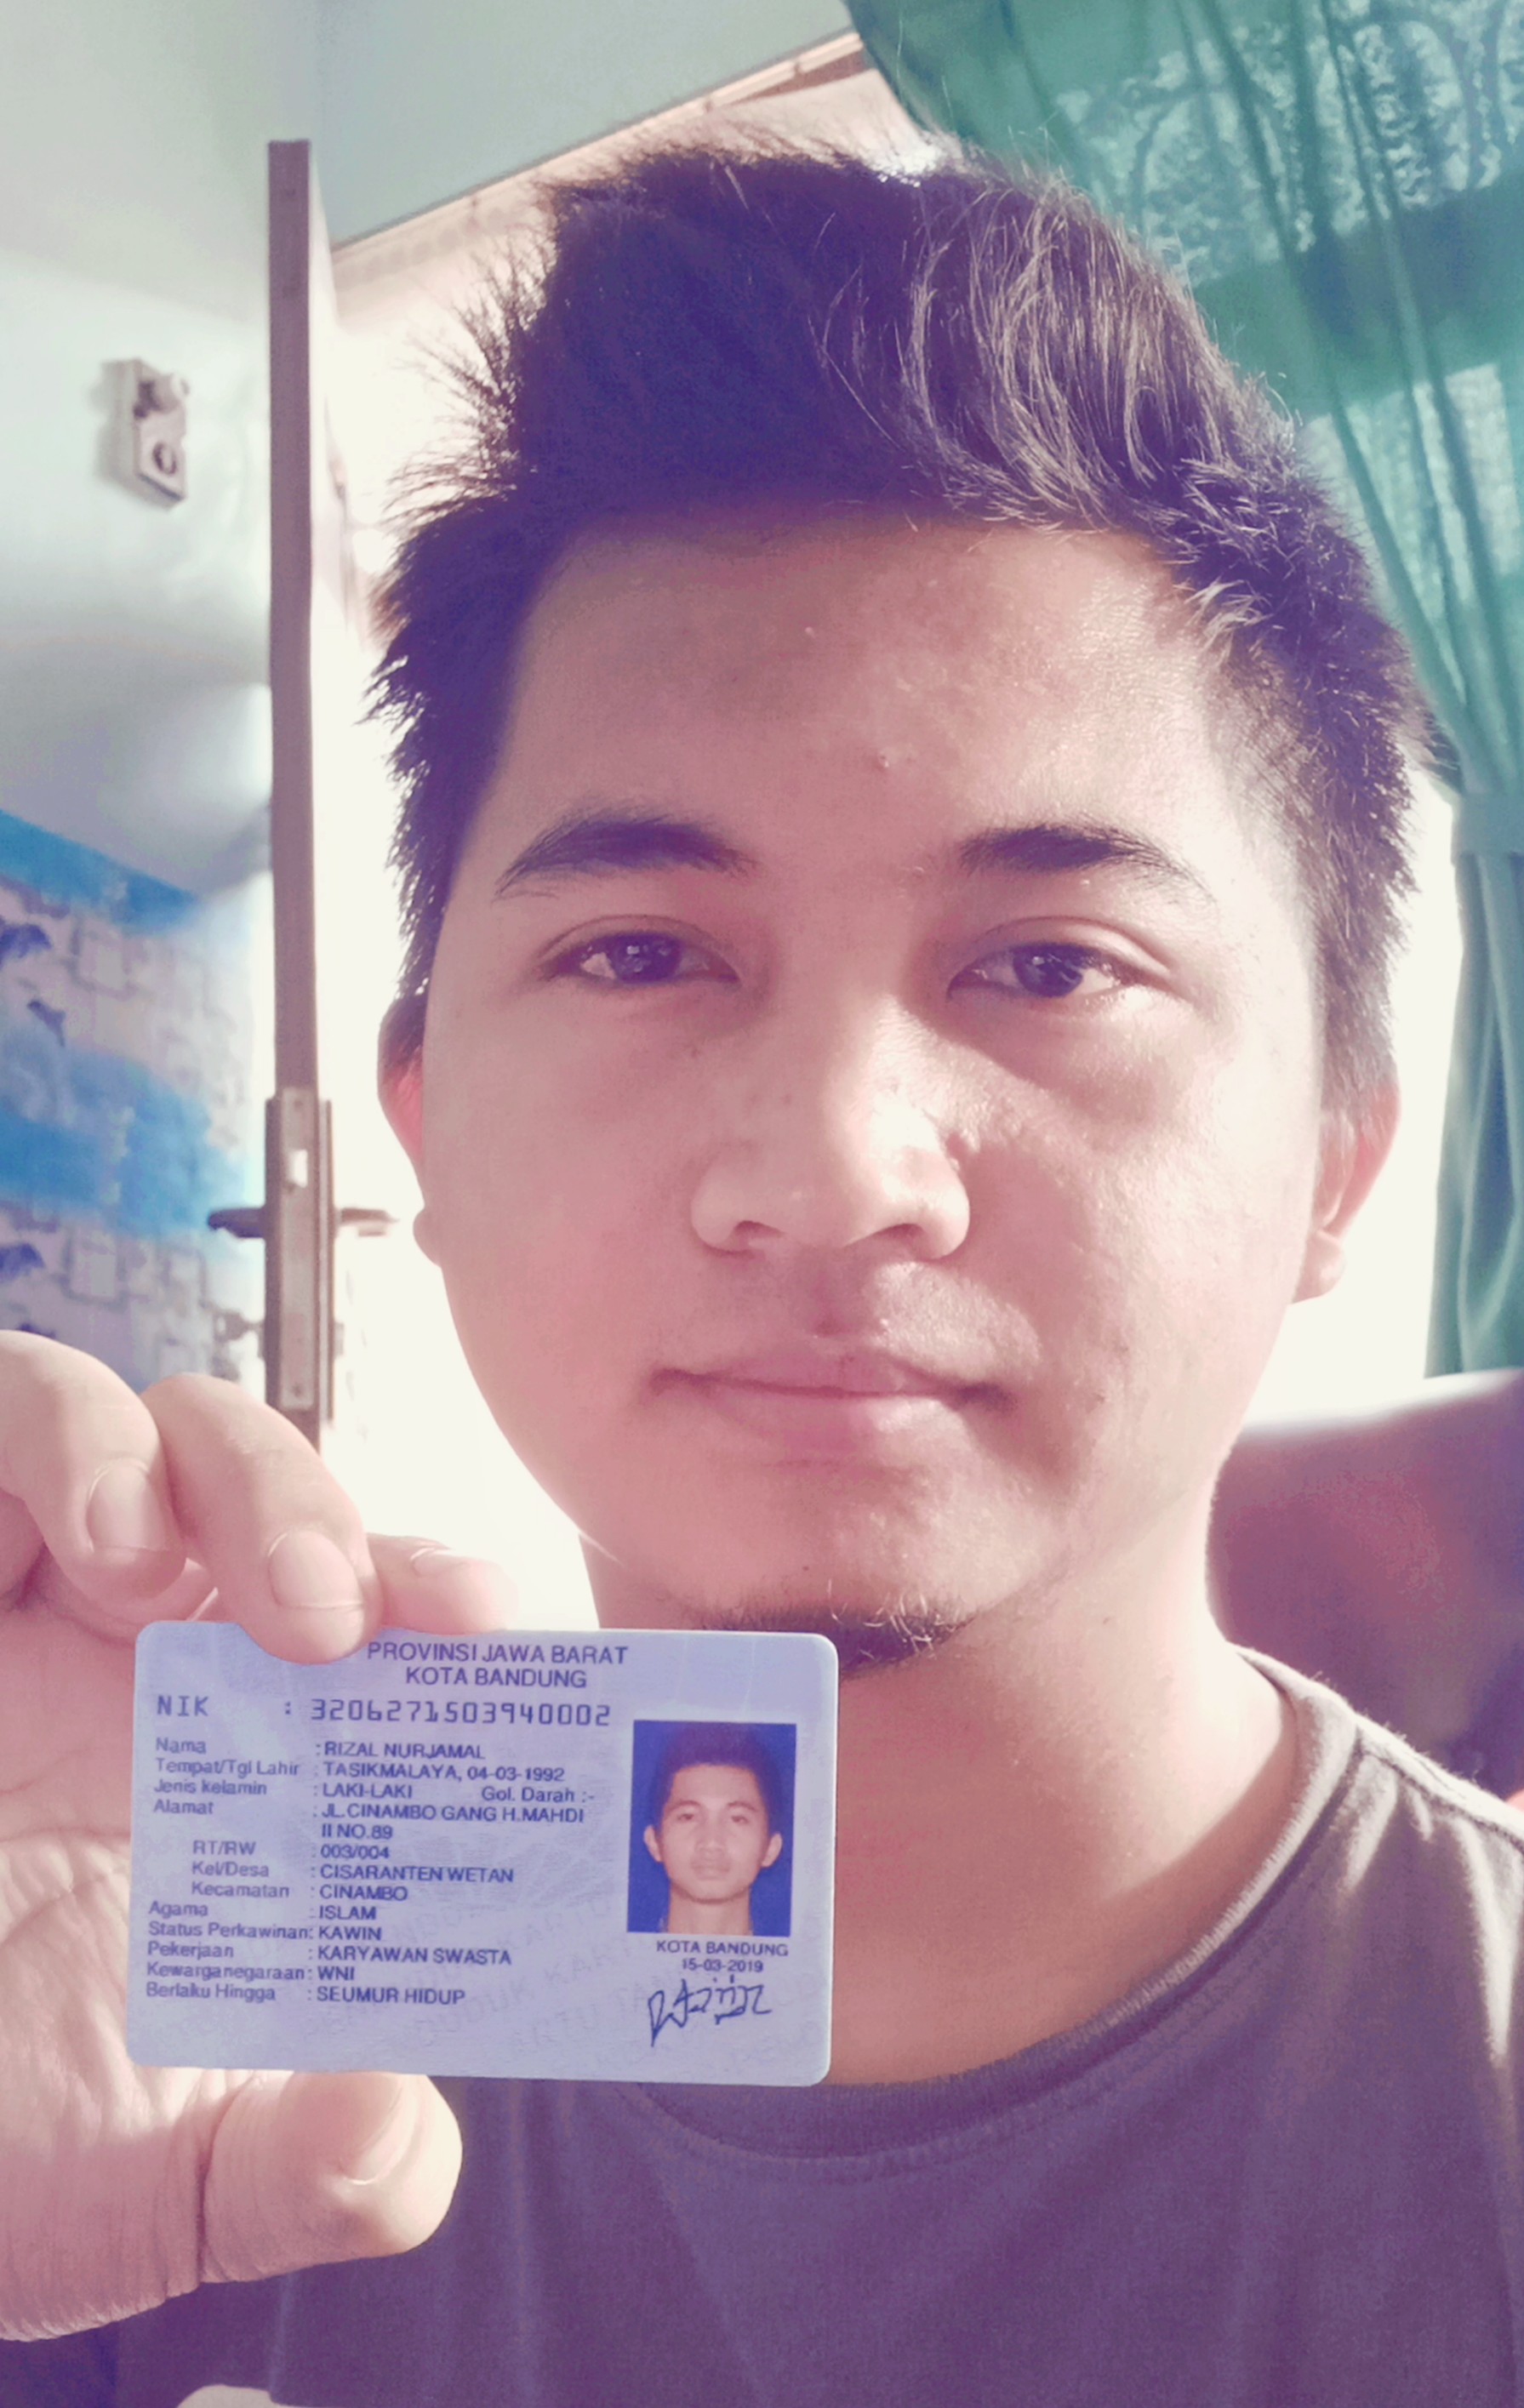 PROVINSI JAWA BARAT
KOTA BANDUNG
NIK : 3206271503940002
Nama : RIZAL NURJAMAL
Tempat/Tgl Lahir : TASIKMALAYA, 04-03-1992
Jenis kelamin : LAKI-LAKI Gol. Darah :-
Alamat : JL.CINAMBO GANG H.MAHDI
II NO.89
RT/RW : 003/004
Kel/Desa : CISARANTEN WETAN
Kecamatan : CINAMBO
Agama : ISLAM
Status Perkawinan: KAWIN
Pekerjaan : KARYAWAN SWASTA
Kewarganegaraan: WNI
Berlaku Hingga : SEUMUR HIDUP
KOTA BANDUNG
15-03-2019